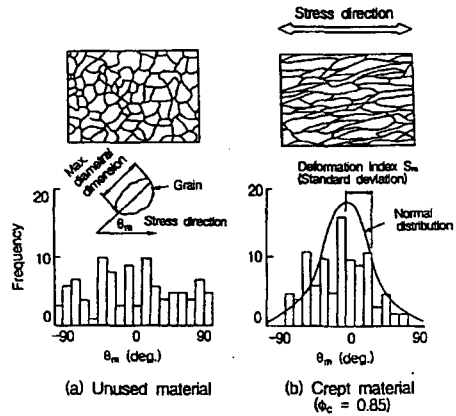 Stress direction
Max. diametral dimension
Grain
θm
Stress direction
Frequency
20
10
0
-90
0
90
θm (deg.)
(a) Unused material
Deformation Index Sm
(Standard deviation)
Normal
distribution
20
10
0
-90
0
90
θm (deg.)
(b) Crept material
(ϕc = 0.85)